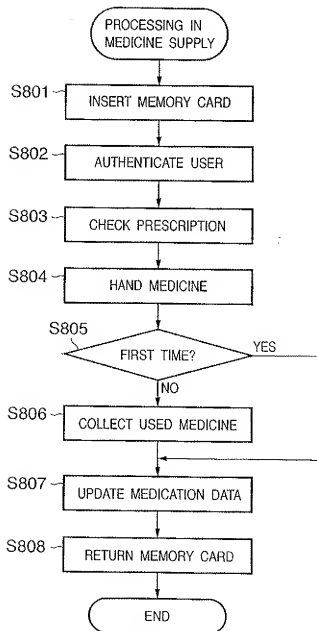 PROCESSING IN
MEDICINE SUPPLY
S801
INSERT MEMORY CARD
S802
AUTHENTICATE USER
S803
CHECK PRESCRIPTION
S804
HAND MEDICINE
S805
FIRST TIME?
YES
NO
S806
COLLECT USED MEDICINE
S807
UPDATE MEDICATION DATA
S808
RETURN MEMORY CARD
END